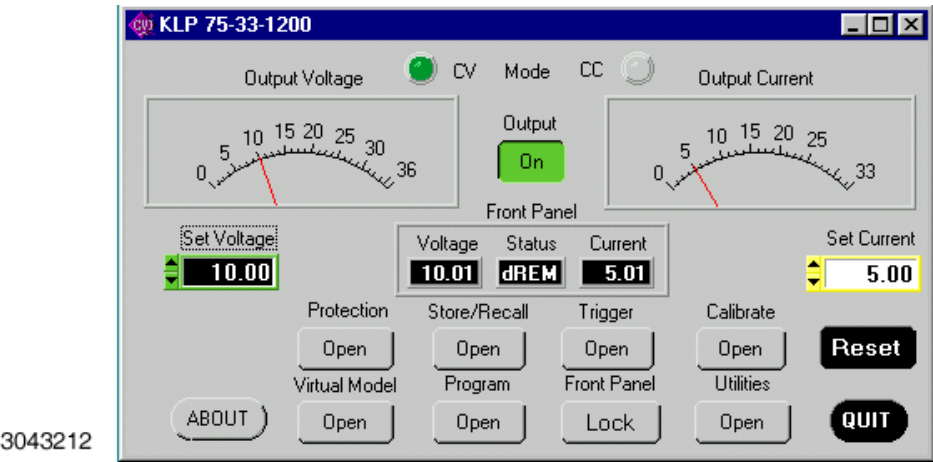 CVI KLP 75-33-1200
Output Voltage CV Mode CC Output Current
0 5 10 15 20 25 30 36
Output
On
0 5 10 15 20 25 33
Front Panel
Set Voltage
10.00
Voltage Status Current
10.01 dREM 5.01
Set Current
5.00
Protection Store/Recall Trigger Calibrate
Open Open Open Open Reset
Virtual Model Program Front Panel Utilities
ABOUT Open Open Lock Open QUIT
3043212